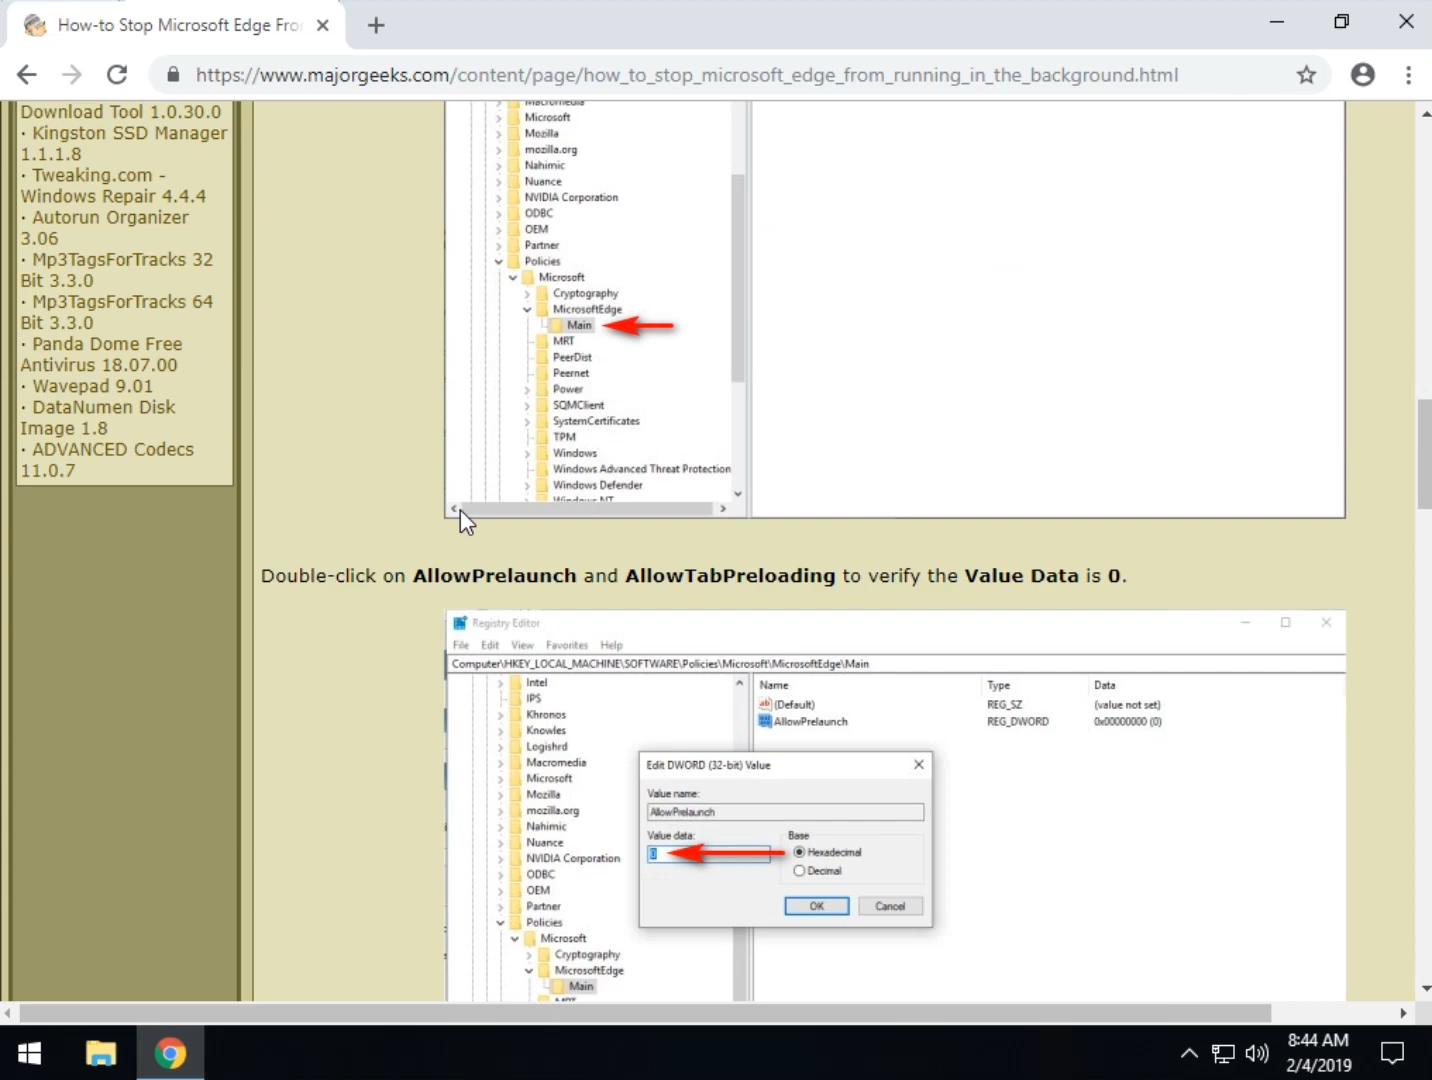 How-to Stop Microsoft Edge Fro
https://www.majorgeeks.com/content/page/how_to_stop_microsoft_edge_from_running_in_the_background.html
Download Tool 1.0.30.0
· Kingston SSD Manager
1.1.1.8
· Tweaking.com -
Windows Repair 4.4.4
· Autorun Organizer
3.06
· Mp3TagsForTracks 32
Bit 3.3.0
· Mp3TagsForTracks 64
Bit 3.3.0
· Panda Dome Free
Antivirus 18.07.00
· Wavepad 9.01
· DataNumen Disk
Image 1.8
· ADVANCED Codecs
11.0.7
Macromedia
Microsoft
Mozilla
mozilla.org
Nahimic
Nuance
NVIDIA Corporation
ODBC
OEM
Partner
Policies
Microsoft
Cryptography
MicrosoftEdge
Main
MRT
PeerDist
Peernet
Power
SQMClient
SystemCertificates
TPM
Windows
Windows Advanced Threat Protection
Windows Defender
Windows NT
Double-click on AllowPrelaunch and AllowTabPreloading to verify the Value Data is 0.
Registry Editor
File Edit View Favorites Help
Computer\HKEY_LOCAL_MACHINE\SOFTWARE\Policies\Microsoft\MicrosoftEdge\Main
Intel
IPS
Khronos
Knowles
Logishrd
Macromedia
Microsoft
Mozilla
mozilla.org
Nahimic
Nuance
NVIDIA Corporation
ODBC
OEM
Partner
Policies
Microsoft
Cryptography
MicrosoftEdge
Main
MRT
Name Type Data
(Default) REG_SZ (value not set)
AllowPrelaunch REG_DWORD 0x00000000 (0)
Edit DWORD (32-bit) Value
Value name:
AllowPrelaunch
Value data: Base
0 Hexadecimal
Decimal
OK Cancel
8:44 AM
2/4/2019